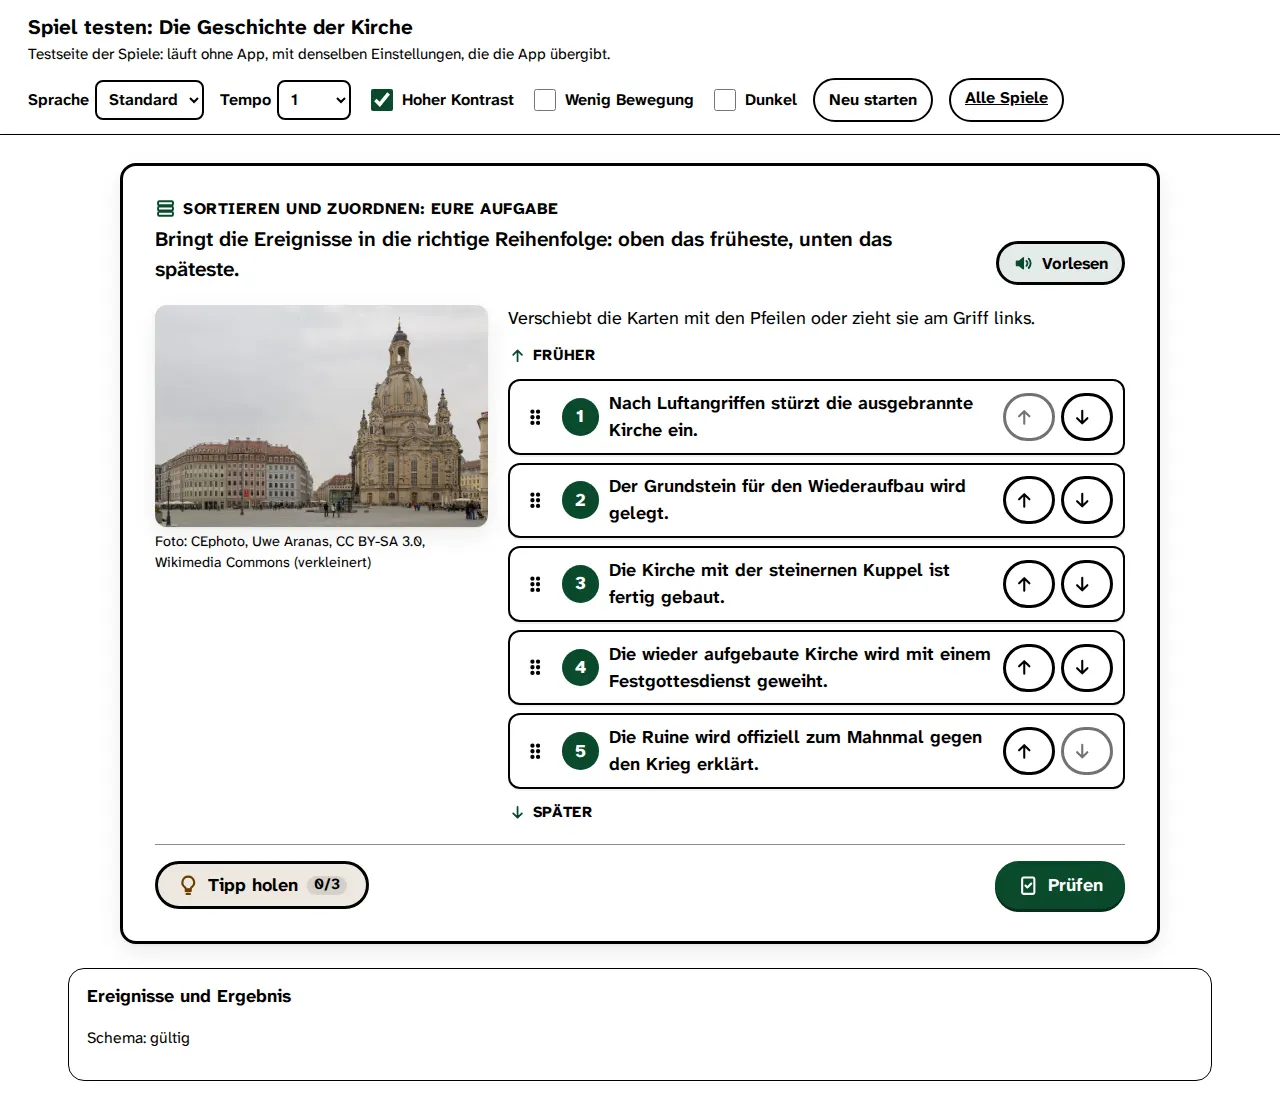 Spiel testen: Die Geschichte der Kirche
Testseite der Spiele: läuft ohne App, mit denselben Einstellungen, die die App übergibt.
Sprache Standard Tempo 1 Hoher Kontrast Wenig Bewegung Dunkel Neu starten Alle Spiele
SORTIEREN UND ZUORDNEN: EURE AUFGABE
Bringt die Ereignisse in die richtige Reihenfolge: oben das früheste, unten das
späteste.
Vorlesen
Foto: CEphoto, Uwe Aranas, CC BY-SA 3.0,
Wikimedia Commons (verkleinert)
Verschiebt die Karten mit den Pfeilen oder zieht sie am Griff links.
FRÜHER
1 Nach Luftangriffen stürzt die ausgebrannte
Kirche ein.
2 Der Grundstein für den Wiederaufbau wird
gelegt.
3 Die Kirche mit der steinernen Kuppel ist
fertig gebaut.
4 Die wieder aufgebaute Kirche wird mit einem
Festgottesdienst geweiht.
5 Die Ruine wird offiziell zum Mahnmal gegen
den Krieg erklärt.
SPÄTER
Tipp holen 0/3
Prüfen
Ereignisse und Ergebnis
Schema: gültig